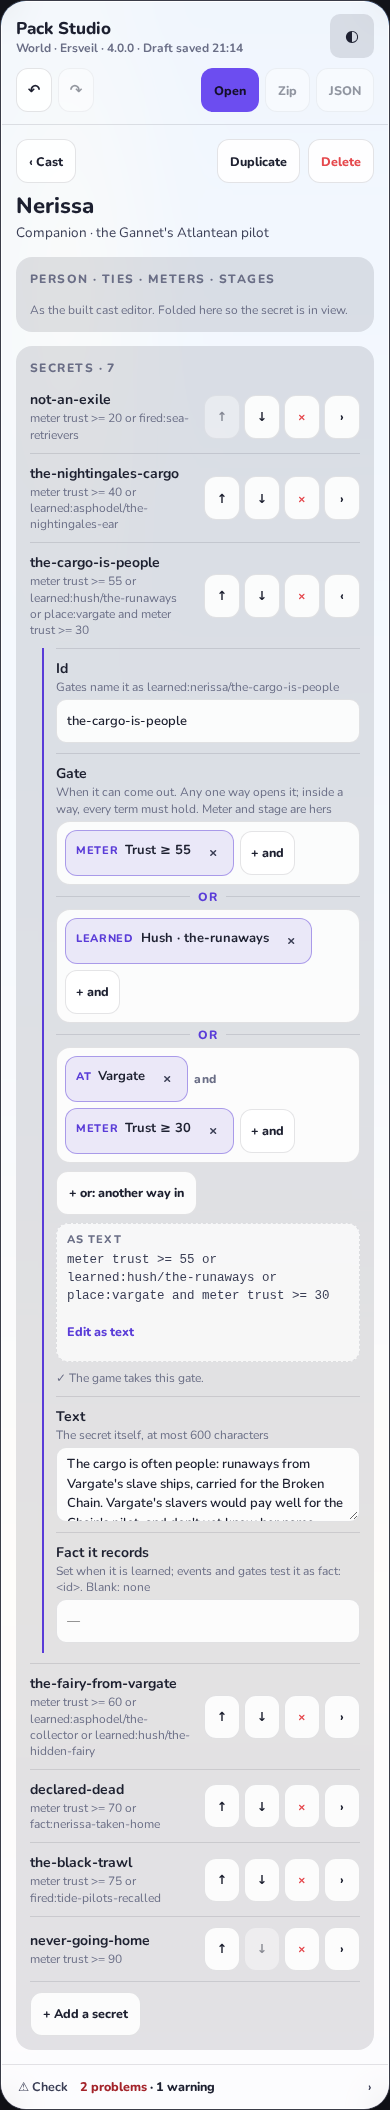 Pack Studio
World · Ersveil · 4.0.0 · Draft saved 21:14
Open Zip JSON
‹ Cast Duplicate Delete
Nerissa
Companion · the Gannet's Atlantean pilot
PERSON · TIES · METERS · STAGES
As the built cast editor. Folded here so the secret is in view.
SECRETS · 7
not-an-exile
meter trust >= 20 or fired:sea-
retrievers
the-nightingales-cargo
meter trust >= 40 or
learned:asphodel/the-
nightingales-ear
the-cargo-is-people
meter trust >= 55 or
learned:hush/the-runaways
or place:vargate and meter
trust >= 30
Id
Gates name it as learned:nerissa/the-cargo-is-people
the-cargo-is-people
Gate
When it can come out. Any one way opens it; inside a
way, every term must hold. Meter and stage are hers
METER Trust ≥ 55 × + and
OR
LEARNED Hush · the-runaways ×
+ and
OR
AT Vargate × and
METER Trust ≥ 30 × + and
+ or: another way in
AS TEXT
meter trust >= 55 or
learned:hush/the-runaways or
place:vargate and meter trust >= 30
Edit as text
✓ The game takes this gate.
Text
The secret itself, at most 600 characters
The cargo is often people: runaways from
Vargate's slave ships, carried for the Broken
Chain. Vargate's slavers would pay well for the
Fact it records
Set when it is learned; events and gates test it as fact:
<id>. Blank: none
—
the-fairy-from-vargate
meter trust >= 60 or
learned:asphodel/the-
collector or learned:hush/the-
hidden-fairy
declared-dead
meter trust >= 70 or
fact:nerissa-taken-home
the-black-trawl
meter trust >= 75 or
fired:tide-pilots-recalled
never-going-home
meter trust >= 90
+ Add a secret
⚠ Check 2 problems · 1 warning ›